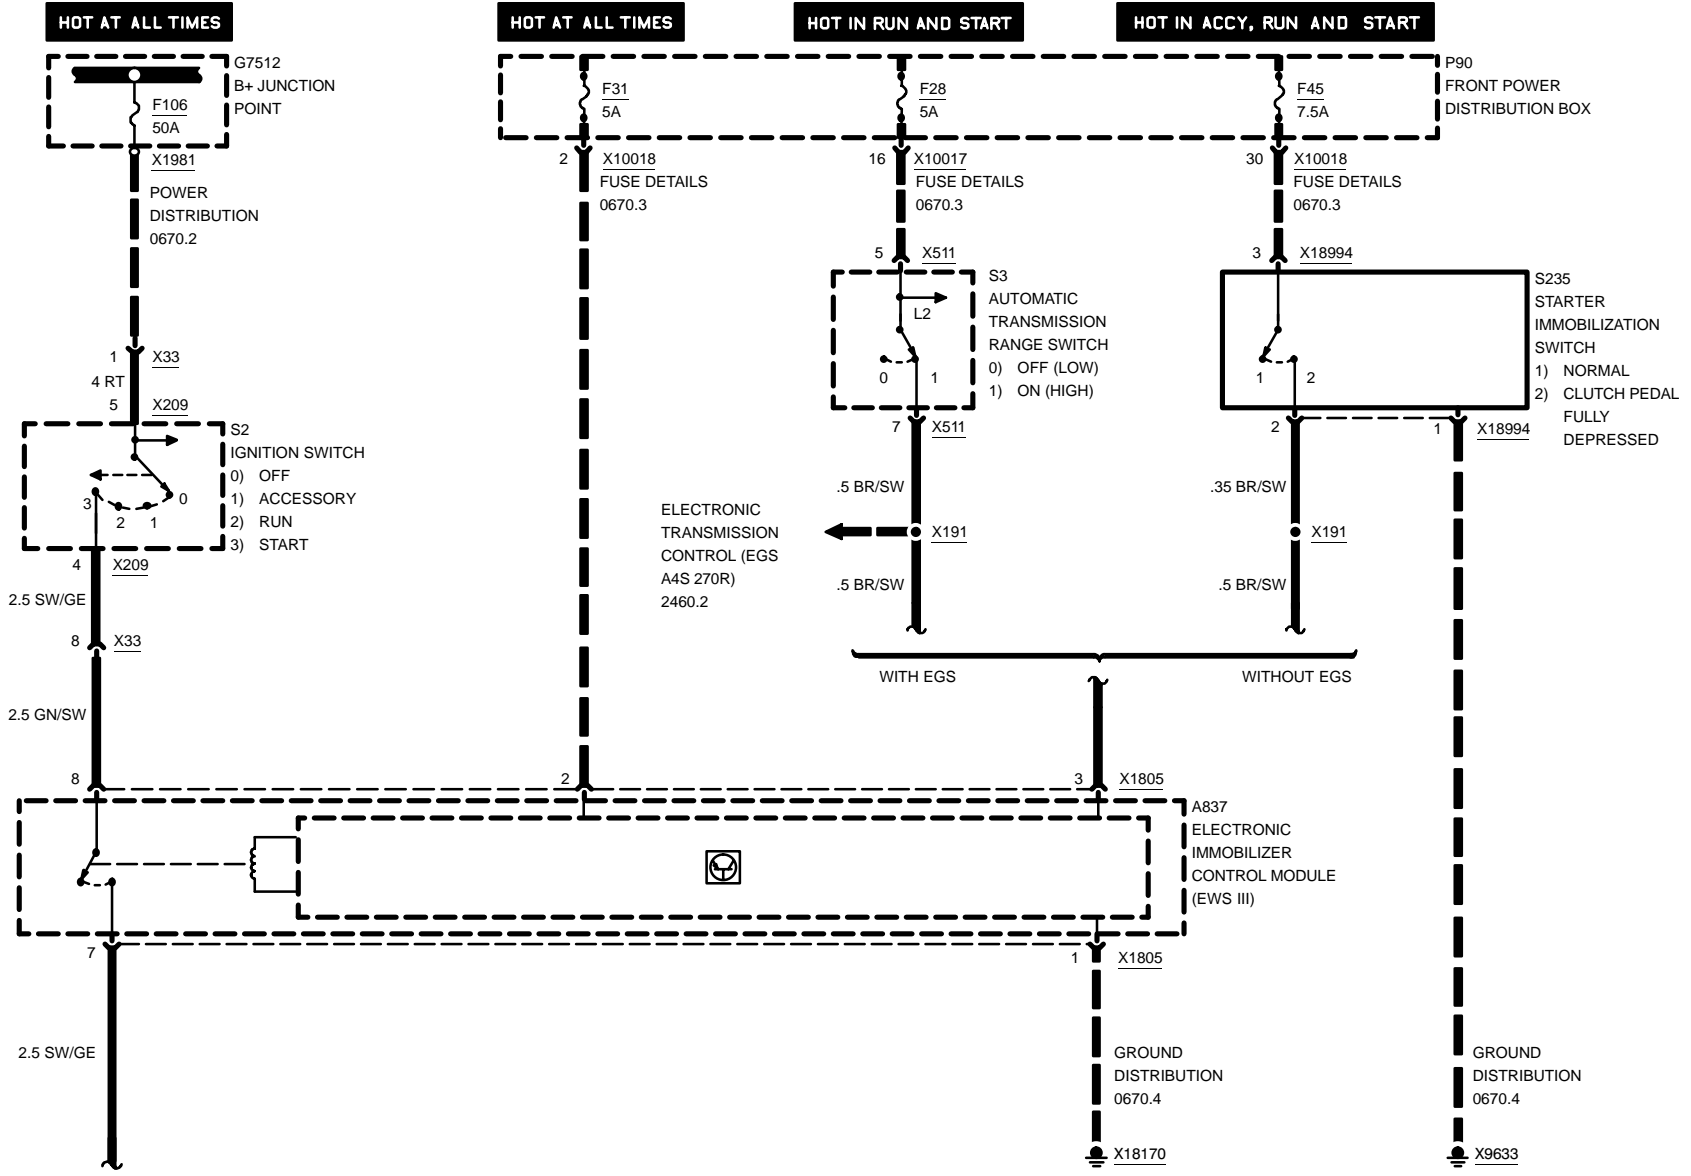 HOT AT ALL TIMES
HOT AT ALL TIMES
HOT IN RUN AND START
HOT IN ACCY, RUN AND START
G7512
B+ JUNCTION
POINT
F106
50A
X1981
POWER
DISTRIBUTION
0670.2
1
X33
4 RT
5
X209
S2
IGNITION SWITCH
0) OFF
1) ACCESSORY
2) RUN
3) START
0
3
2
1
4
X209
2.5 SW/GE
8
X33
2.5 GN/SW
8
F31
5A
2
X10018
FUSE DETAILS
0670.3
F28
5A
16
X10017
FUSE DETAILS
0670.3
F45
7.5A
30
X10018
FUSE DETAILS
0670.3
P90
FRONT POWER
DISTRIBUTION BOX
5
X511
L2
0
1
S3
AUTOMATIC
TRANSMISSION
RANGE SWITCH
0) OFF (LOW)
1) ON (HIGH)
7
X511
.5 BR/SW
ELECTRONIC
TRANSMISSION
CONTROL (EGS
A4S 270R)
2460.2
X191
.5 BR/SW
3
X18994
1
2
S235
STARTER
IMMOBILIZATION
SWITCH
1) NORMAL
2) CLUTCH PEDAL
FULLY
DEPRESSED
2
1
X18994
.35 BR/SW
X191
.5 BR/SW
WITH EGS
WITHOUT EGS
2
3
X1805
A837
ELECTRONIC
IMMOBILIZER
CONTROL MODULE
(EWS III)
7
1
X1805
2.5 SW/GE
GROUND
DISTRIBUTION
0670.4
X18170
GROUND
DISTRIBUTION
0670.4
X9633